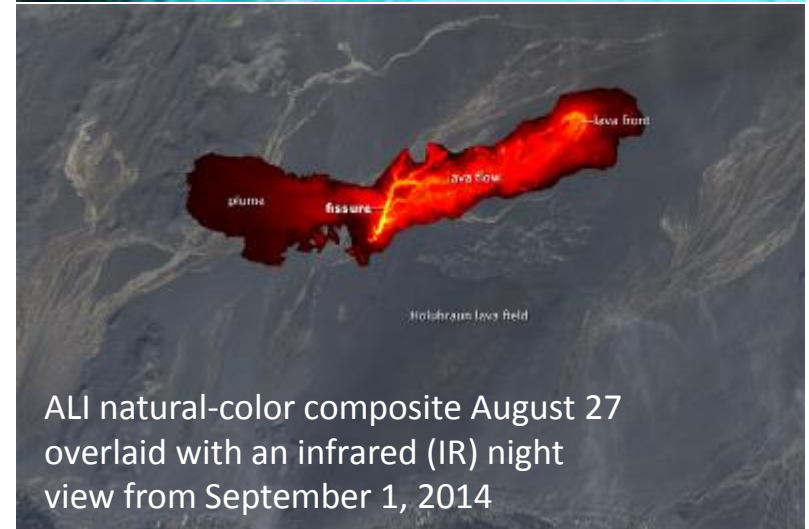 lava front
lava flow
plume
fissure
Holuhraun lava field
ALI natural-color composite August 27
overlaid with an infrared (IR) night
view from September 1, 2014